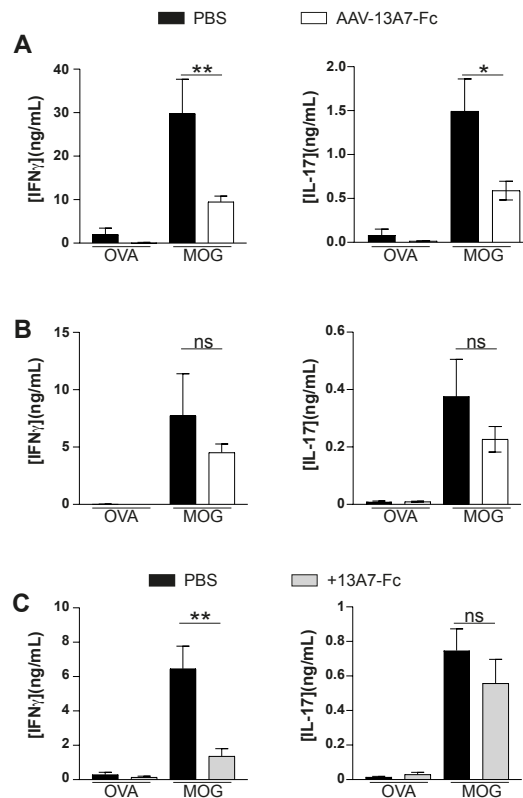 PBS AAV-13A7-Fc
A
[IFNγ](ng/mL)
40
30
20
10
0
**
OVA MOG
[IL-17](ng/mL)
2.0
1.5
1.0
0.5
0.0
*
OVA MOG
B
[IFNγ](ng/mL)
15
10
5
0
ns
OVA MOG
[IL-17](ng/mL)
0.6
0.4
0.2
0
ns
OVA MOG
PBS +13A7-Fc
C
[IFNγ](ng/mL)
8
6
4
2
0
**
OVA MOG
[IL-17](ng/mL)
1
0.8
0.6
0.4
0.2
0
ns
OVA MOG